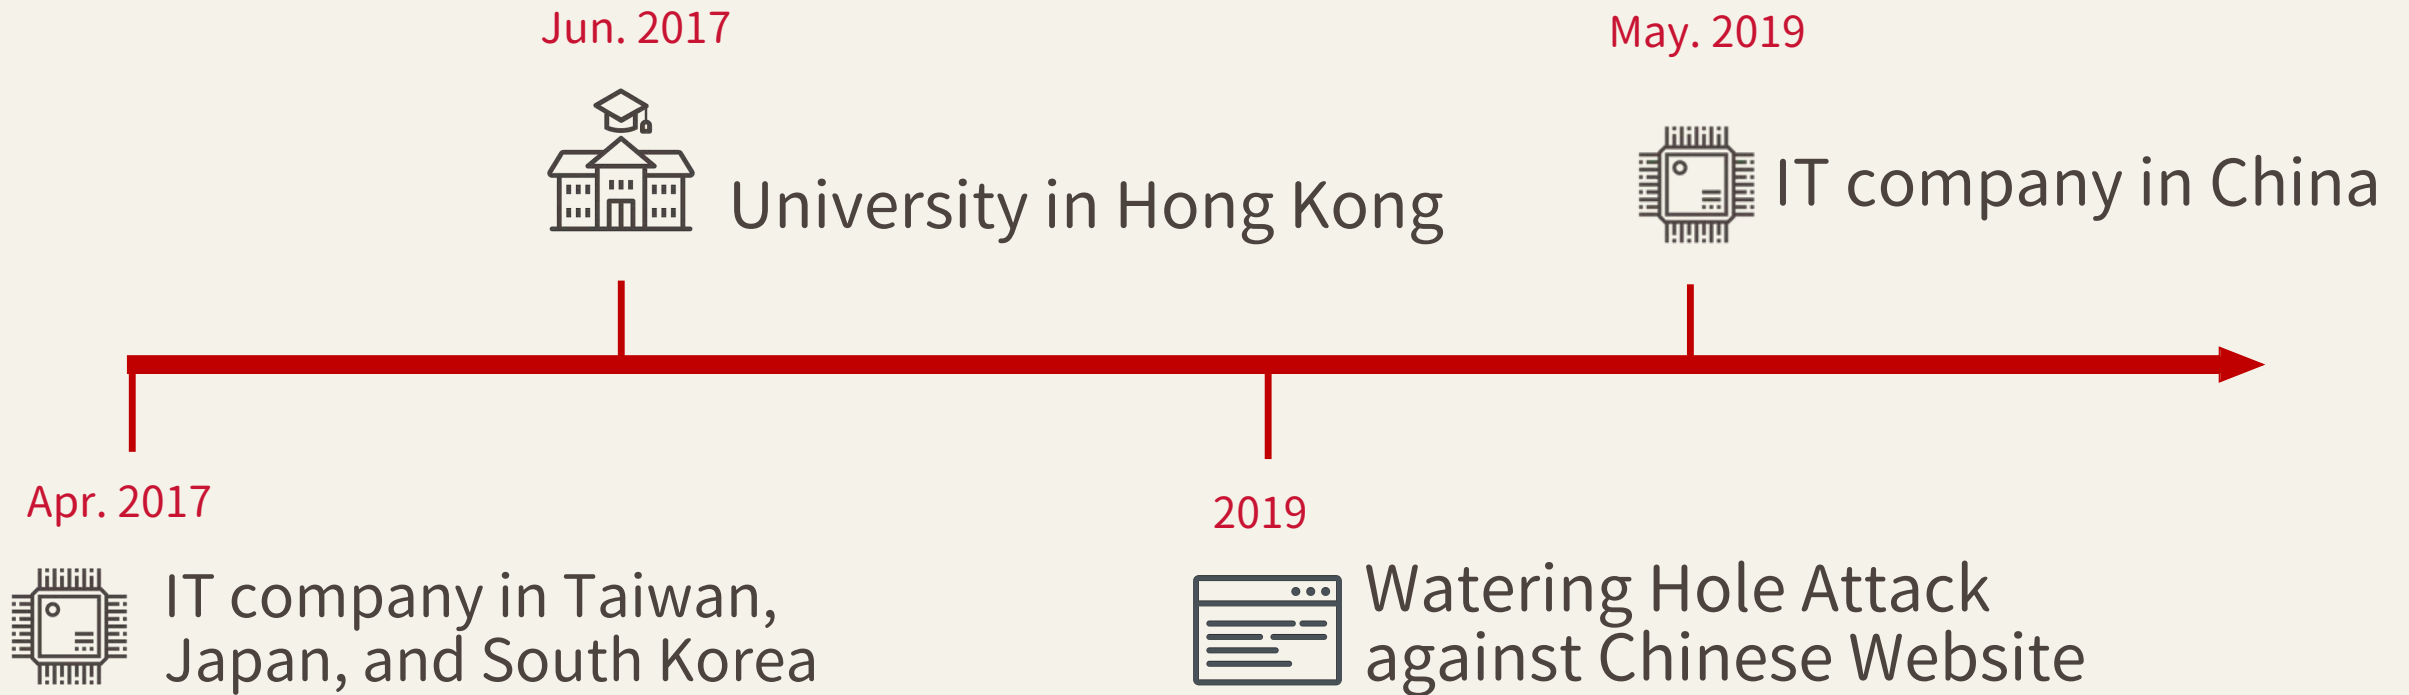 Jun. 2017
University in Hong Kong
May. 2019
IT company in China
Apr. 2017
IT company in Taiwan,
Japan, and South Korea
2019
Watering Hole Attack
against Chinese Website